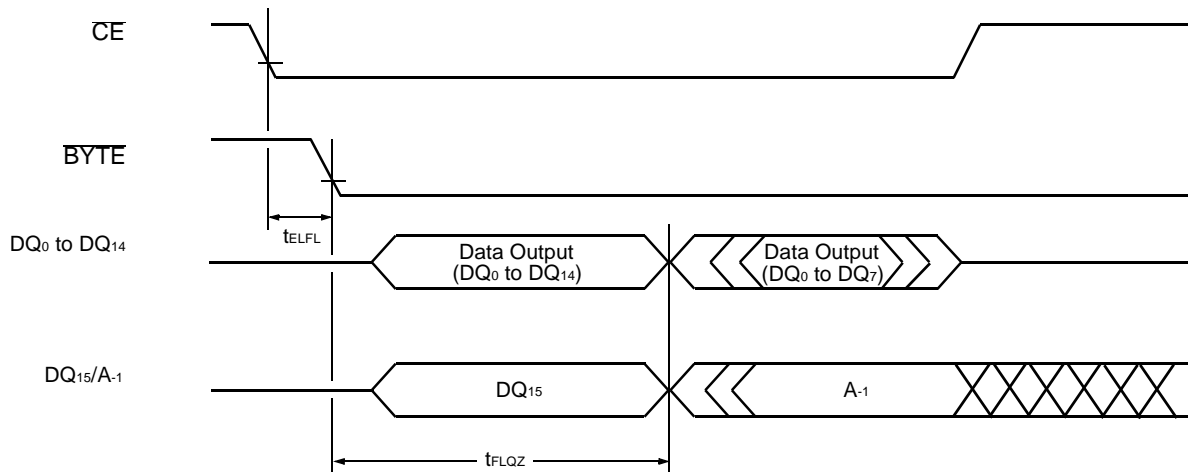 CE
BYTE
tELFL
DQ0 to DQ14
Data Output
(DQ0 to DQ14)
Data Output
(DQ0 to DQ7)
DQ15/A-1
DQ15
A-1
tFLQZ